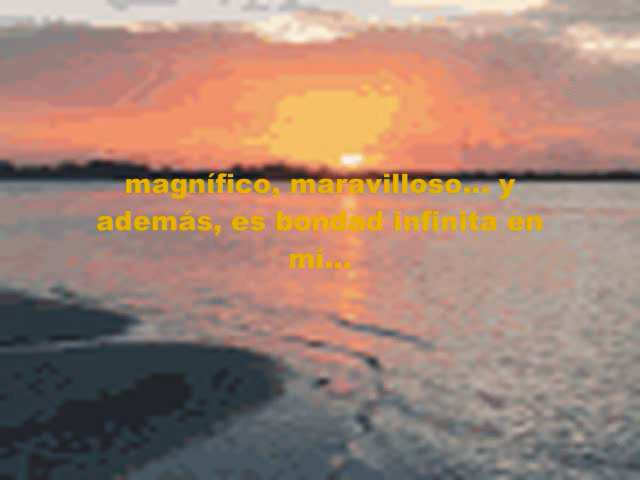 magnífico, maravilloso... y
además, es bondad infinita en
mí...